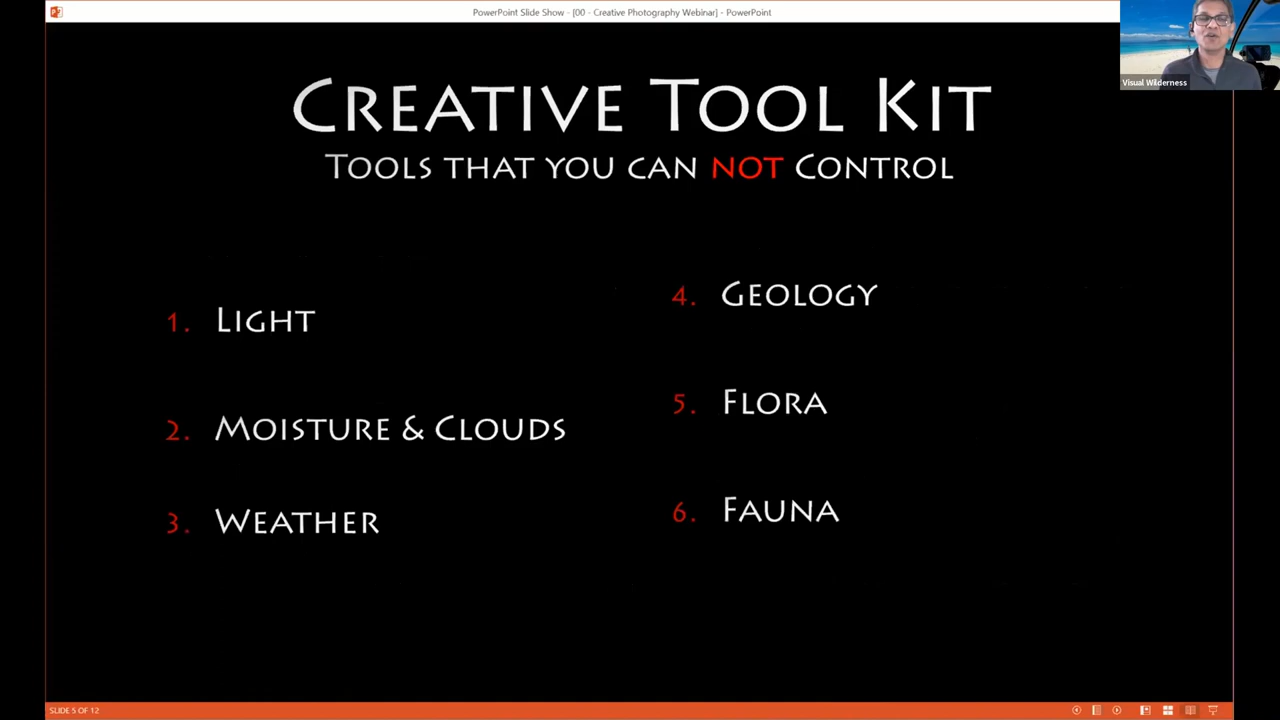 PowerPoint Slide Show - [00 - Creative Photography Webinar] - PowerPoint
Visual Wilderness
Creative Tool Kit
Tools that you can NOT Control
1. Light
2. Moisture & Clouds
3. Weather
4. Geology
5. Flora
6. Fauna
SLIDE 5 OF 12